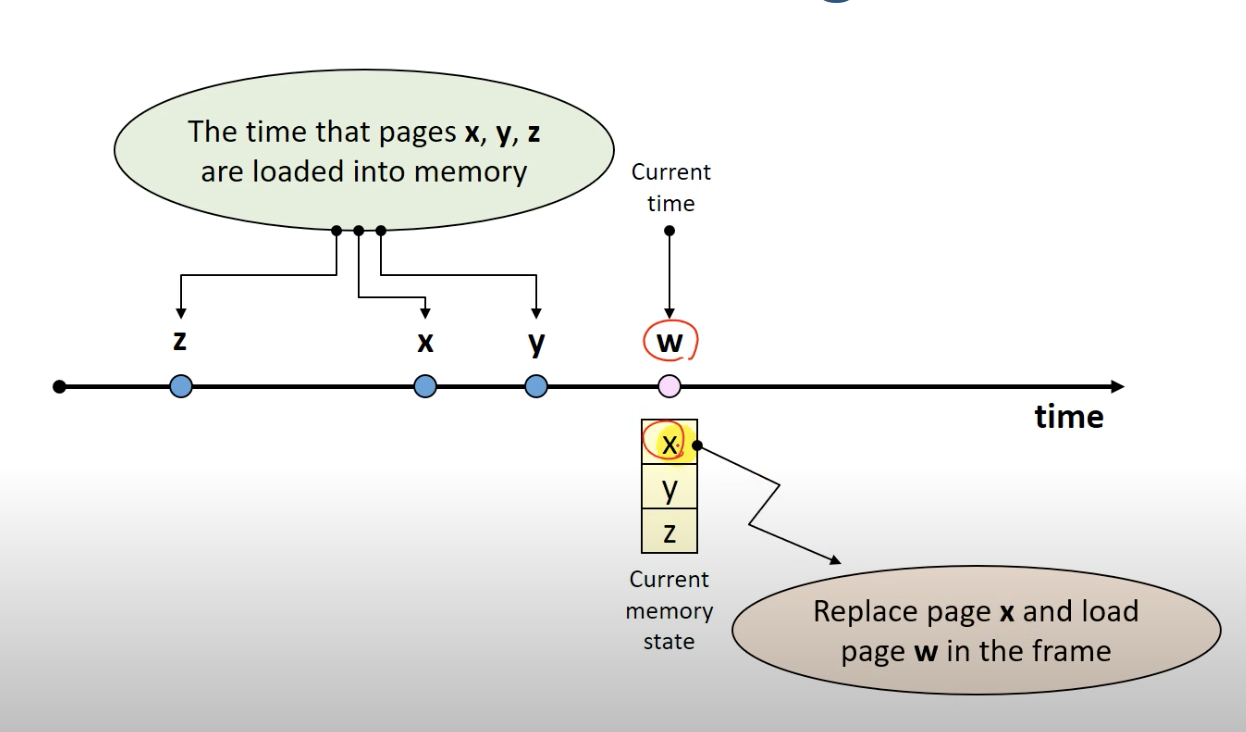 The time that pages x, y, z
are loaded into memory
Current
time
z
x
y
w
time
x
y
z
Current
memory
state
Replace page x and load
page w in the frame